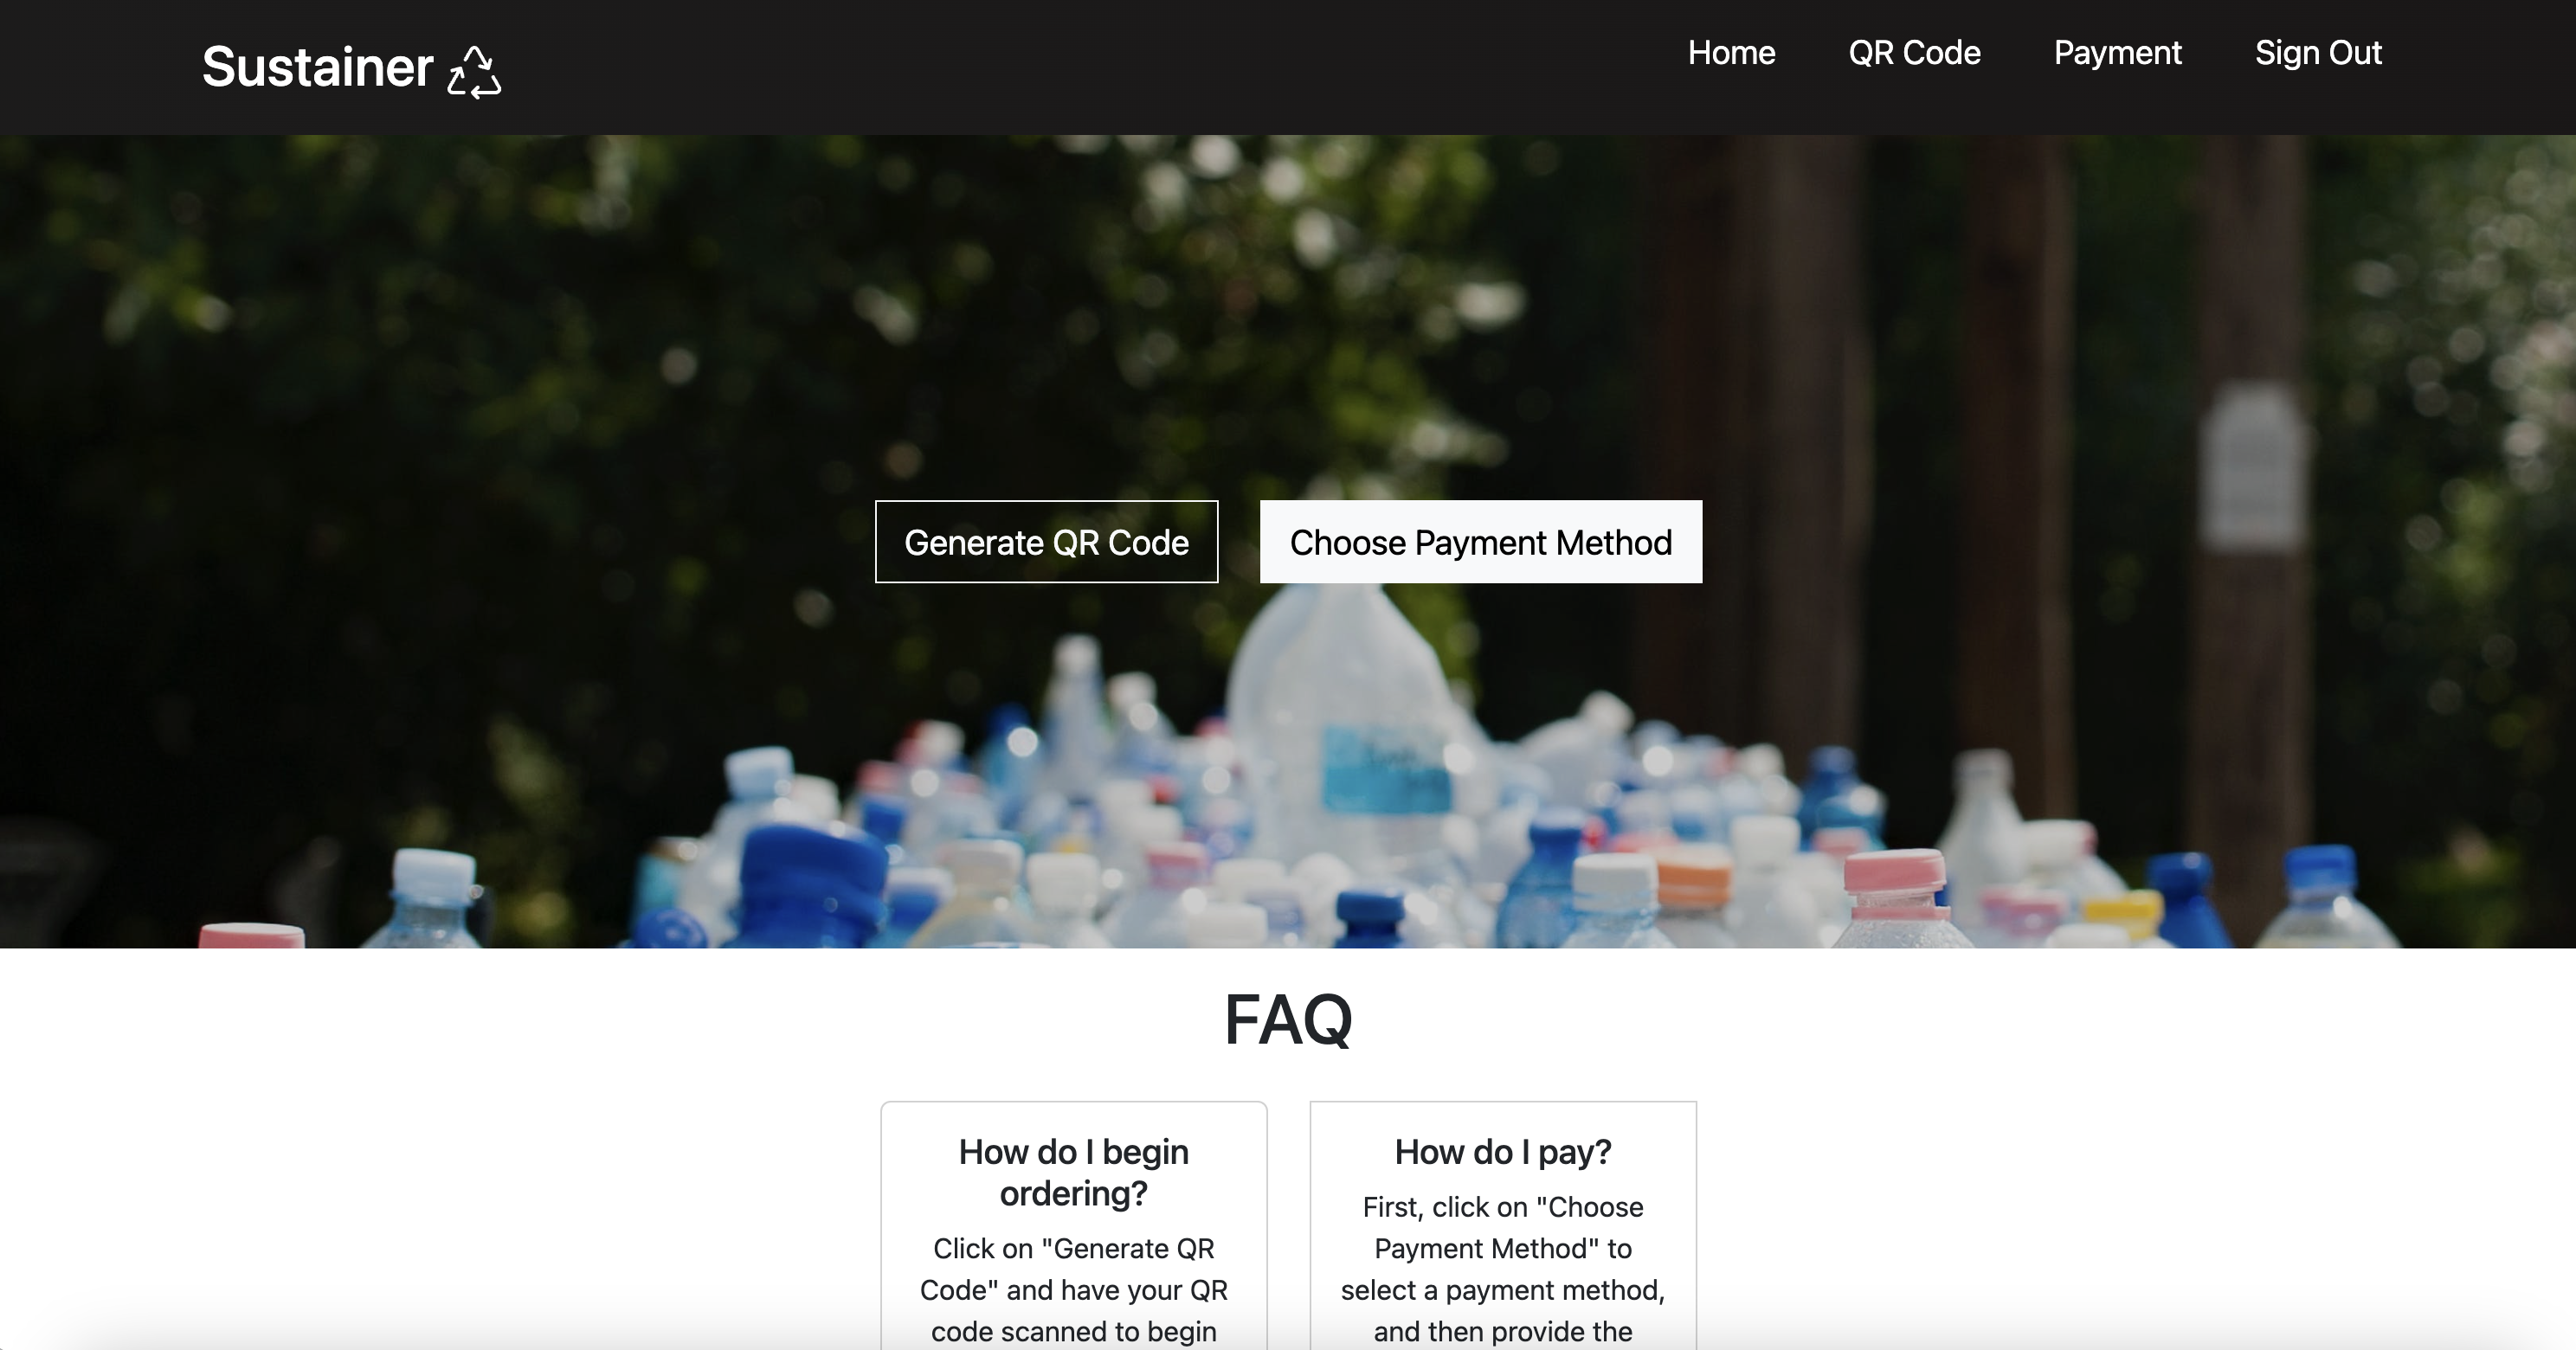 Sustainer
Home QR Code Payment Sign Out
Generate QR Code
Choose Payment Method
FAQ
How do I begin
ordering?
Click on "Generate QR
Code" and have your QR
code scanned to begin
How do I pay?
First, click on "Choose
Payment Method" to
select a payment method,
and then provide the